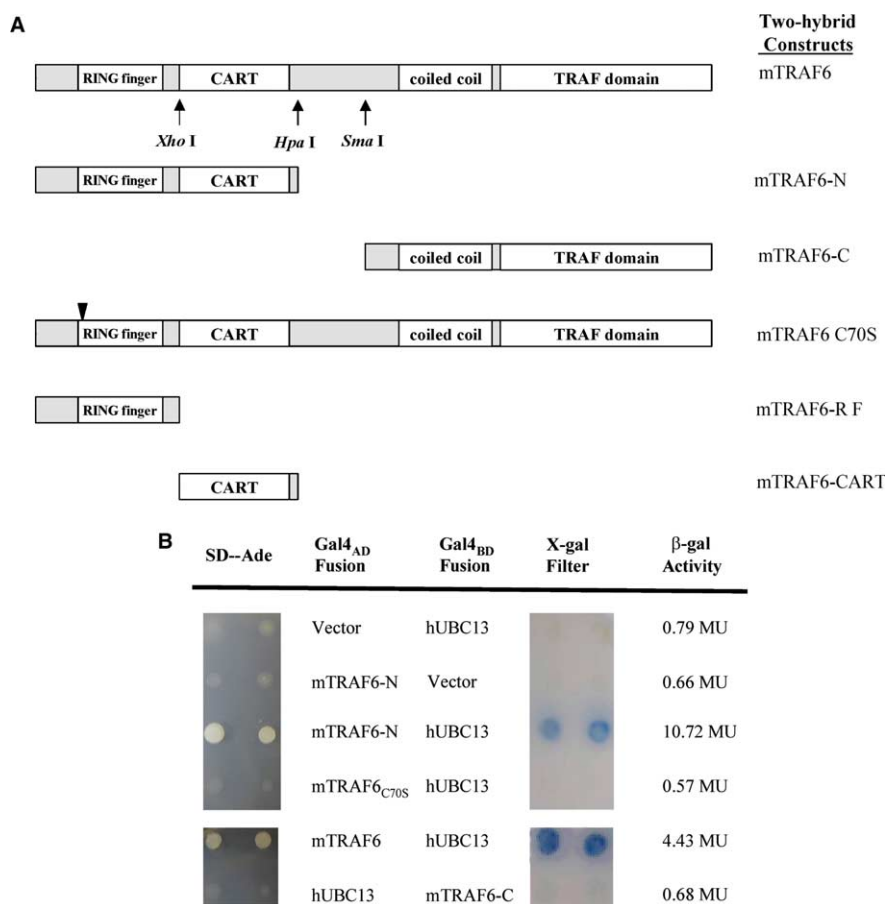 A
Two-hybrid
Constructs
RING finger CART coiled coil TRAF domain mTRAF6
Xho I Hpa I Sma I
RING finger CART mTRAF6-N
coiled coil TRAF domain mTRAF6-C
RING finger CART coiled coil TRAF domain mTRAF6 C70S
RING finger mTRAF6-R F
CART mTRAF6-CART
B
SD--Ade Gal4AD Fusion Gal4BD Fusion X-gal Filter β-gal Activity
Vector hUBC13 0.79 MU
mTRAF6-N Vector 0.66 MU
mTRAF6-N hUBC13 10.72 MU
mTRAF6C70S hUBC13 0.57 MU
mTRAF6 hUBC13 4.43 MU
hUBC13 mTRAF6-C 0.68 MU